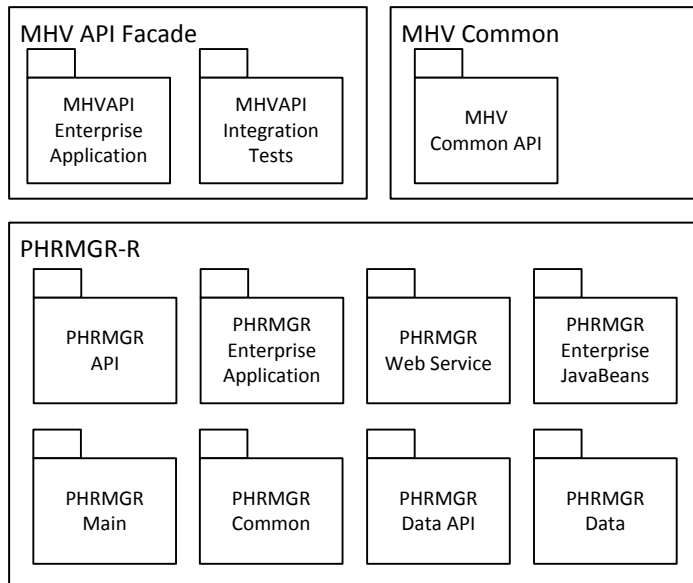 MHV API Facade
MHVAPI
Enterprise
Application
MHVAPI
Integration
Tests
MHV Common
MHV
Common API
PHRMGR-R
PHRMGR
API
PHRMGR
Enterprise
Application
PHRMGR
Web Service
PHRMGR
Enterprise
JavaBeans
PHRMGR
Main
PHRMGR
Common
PHRMGR
Data API
PHRMGR
Data